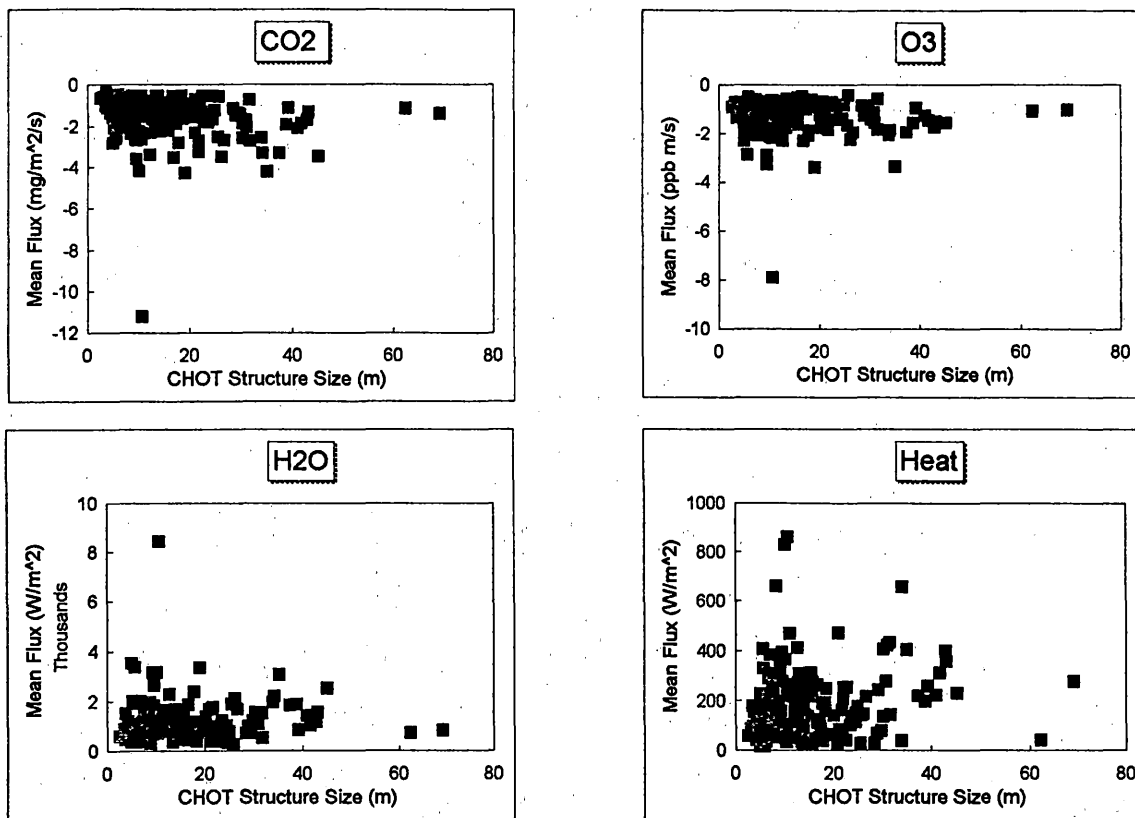 CO2
0
-2
-4
-6
-8
-10
-12
Mean Flux (mg/m^2/s)
0 20 40 60 80
CHOT Structure Size (m)
O3
0
-2
-4
-6
-8
-10
Mean Flux (ppb m/s)
0 20 40 60 80
CHOT Structure Size (m)
H2O
10
8
6
4
2
0
Mean Flux (W/m^2)
Thousands
0 20 40 60 80
CHOT Structure Size (m)
Heat
1000
800
600
400
200
0
Mean Flux (W/m^2)
0 20 40 60 80
CHOT Structure Size (m)